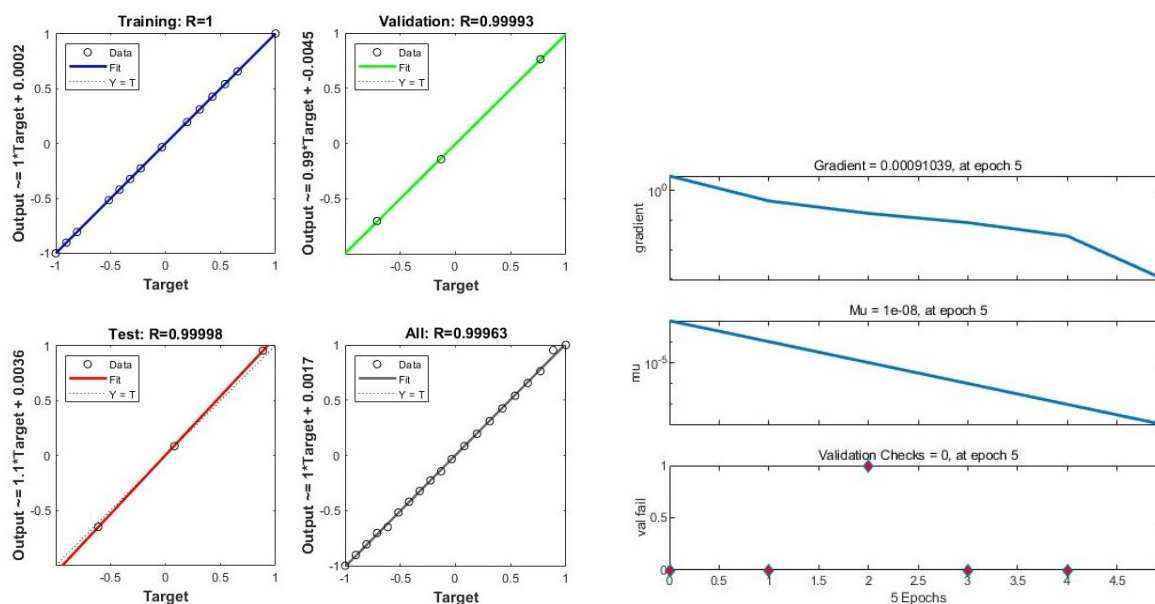 Training: R=1
Output ~= 1*Target + 0.0002
Data
Fit
Y = T
1
0.5
0
-0.5
-1
-1 -0.5 0 0.5 1
Target
Validation: R=0.99993
Output ~= 0.99*Target + -0.0045
Data
Fit
Y = T
1
0.5
0
-0.5
-0.5 0 0.5 1
Target
Test: R=0.99998
Output ~= 1.1*Target + 0.0036
Data
Fit
Y = T
1
0.5
0
-0.5
-0.5 0 0.5 1
Target
All: R=0.99963
Output ~= 1*Target + 0.0017
Data
Fit
Y = T
1
0.5
0
-0.5
-1
-1 -0.5 0 0.5 1
Target
Gradient = 0.00091039, at epoch 5
gradient
10^0
Mu = 1e-08, at epoch 5
mu
10^-5
Validation Checks = 0, at epoch 5
val fail
1
0.5
0
0 0.5 1 1.5 2 2.5 3 3.5 4 4.5
5 Epochs